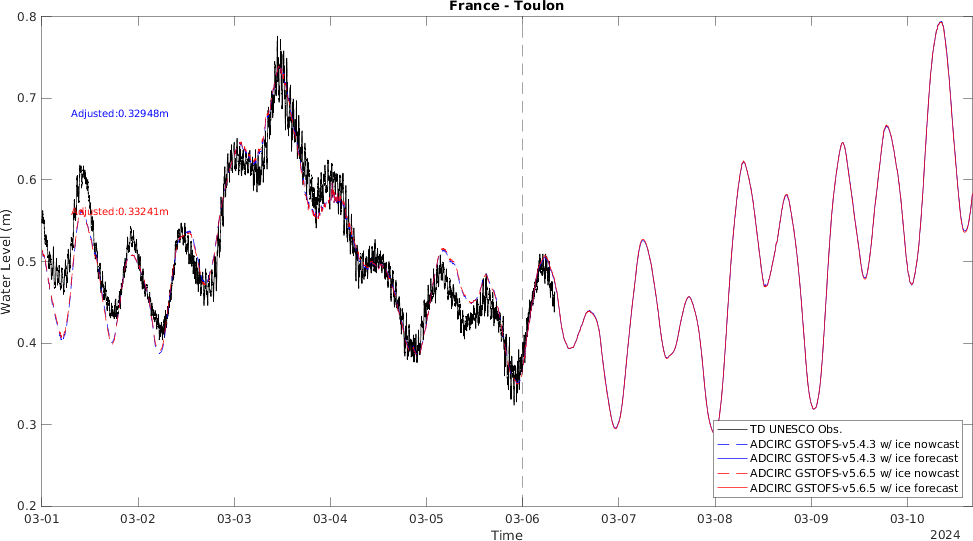 France - Toulon
0.8
0.7
0.6
0.5
0.4
0.3
0.2
Water Level (m)
Adjusted:0.32948m
Adjusted:0.33241m
TD UNESCO Obs.
ADCIRC GSTOFS-v5.4.3 w/ ice nowcast
ADCIRC GSTOFS-v5.4.3 w/ ice forecast
ADCIRC GSTOFS-v5.6.5 w/ ice nowcast
ADCIRC GSTOFS-v5.6.5 w/ ice forecast
03-01 03-02 03-03 03-04 03-05 03-06 03-07 03-08 03-09 03-10
Time
2024